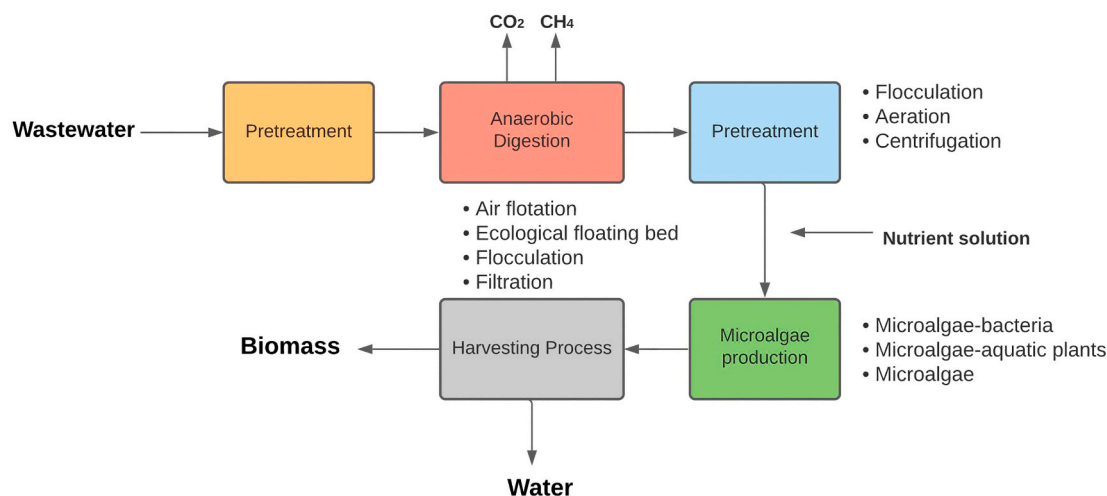 CO₂ CH₄
Wastewater
Pretreatment
Anaerobic
Digestion
Pretreatment
• Flocculation
• Aeration
• Centrifugation
• Air flotation
• Ecological floating bed
• Flocculation
• Filtration
Nutrient solution
Biomass
Harvesting Process
Microalgae
production
• Microalgae-bacteria
• Microalgae-aquatic plants
• Microalgae
Water